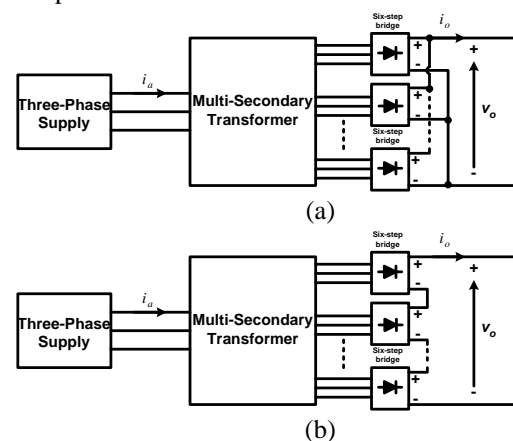 Six-step
bridge
i_o
+
-
+
v_o
-
Three-Phase
Supply
i_a
Multi-Secondary
Transformer
+
-
Six-step
bridge
+
-
(a)
Six-step
bridge
i_o
+
-
+
v_o
-
Three-Phase
Supply
i_a
Multi-Secondary
Transformer
+
-
Six-step
bridge
+
-
(b)